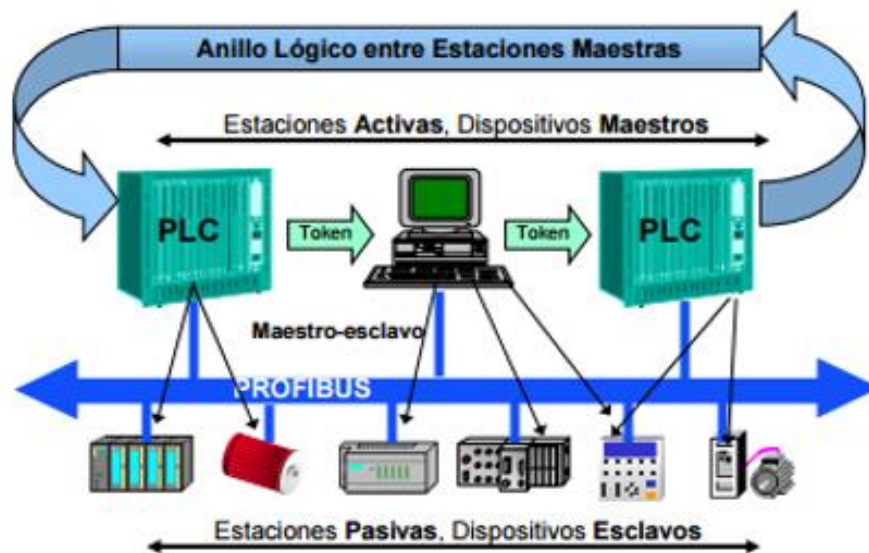 Anillo Lógico entre Estaciones Maestras
Estaciones Activas, Dispositivos Maestros
PLC
Token
Token
PLC
Maestro-esclavo
PROFIBUS
Estaciones Pasivas, Dispositivos Esclavos